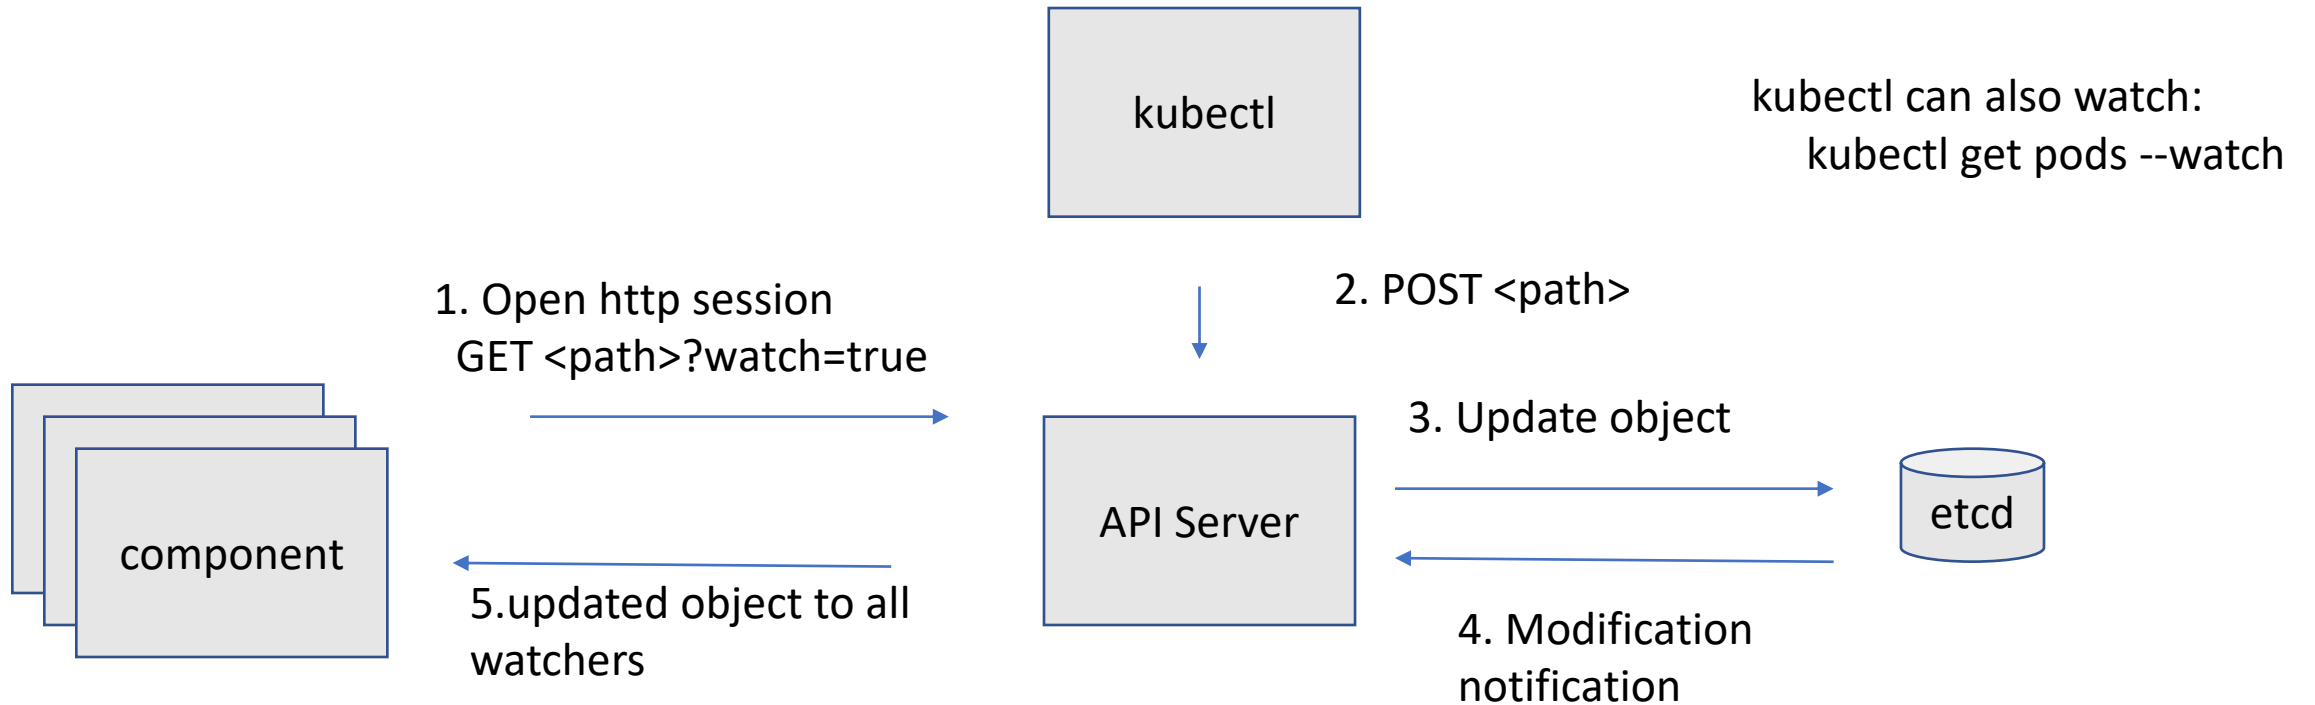 kubectl
kubectl can also watch:
kubectl get pods --watch
1. Open http session
GET <path>?watch=true
2. POST <path>
3. Update object
component
API Server
etcd
5.updated object to all
watchers
4. Modification
notification